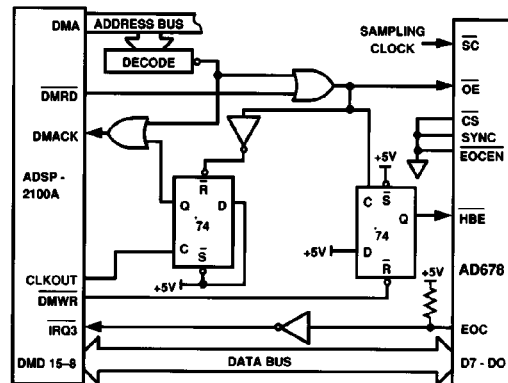 DMA
ADDRESS BUS
SAMPLING
CLOCK
SC
DECODE
DMRD
OE
DMACK
CS
SYNC
EOCEN
+5V
ADSP -
2100A
R
Q
D
'74
C
S
C
S
Q
'74
D
R
HBE
+5V
AD678
+5V
CLKOUT
+5V
DMWR
IRQ3
EOC
DMD 15–8
DATA BUS
D7 - DO